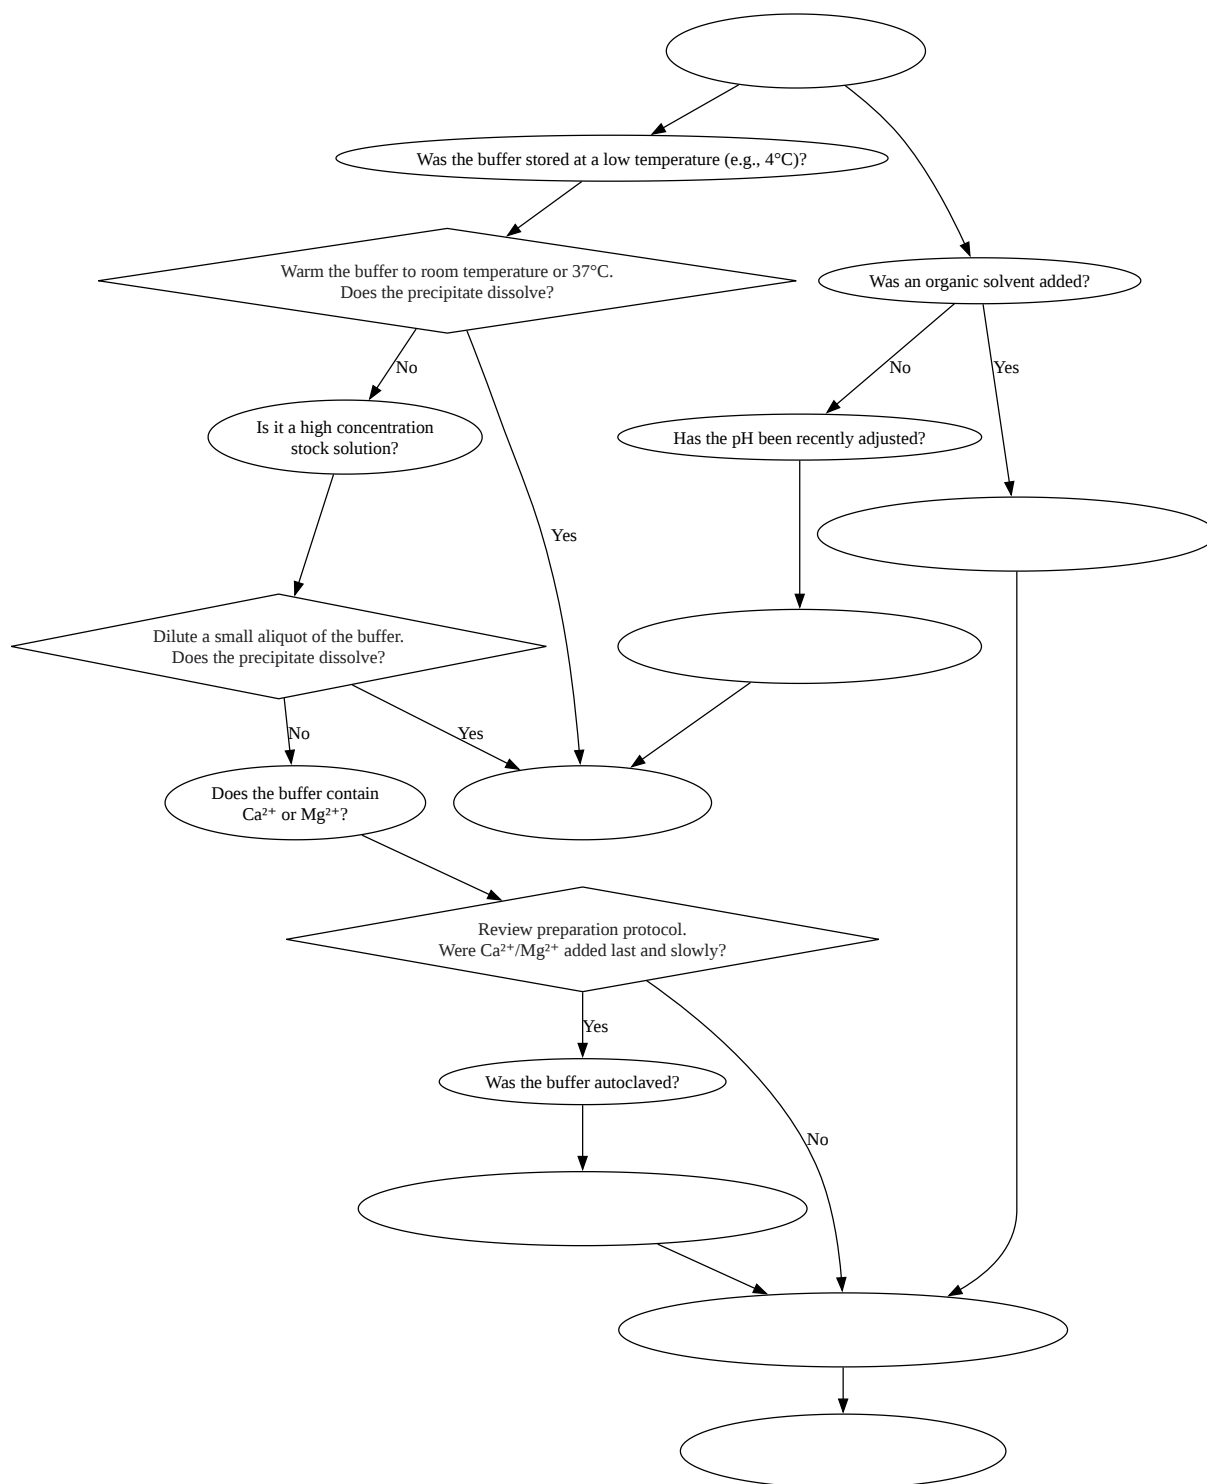 Was the buffer stored at a low temperature (e.g., 4°C)?
Warm the buffer to room temperature or 37°C.
Does the precipitate dissolve?
Was an organic solvent added?
No
No
Yes
Is it a high concentration
stock solution?
Has the pH been recently adjusted?
Yes
Dilute a small aliquot of the buffer.
Does the precipitate dissolve?
No
Yes
Does the buffer contain
Ca²⁺ or Mg²⁺?
Review preparation protocol.
Were Ca²⁺/Mg²⁺ added last and slowly?
Yes
Was the buffer autoclaved?
No